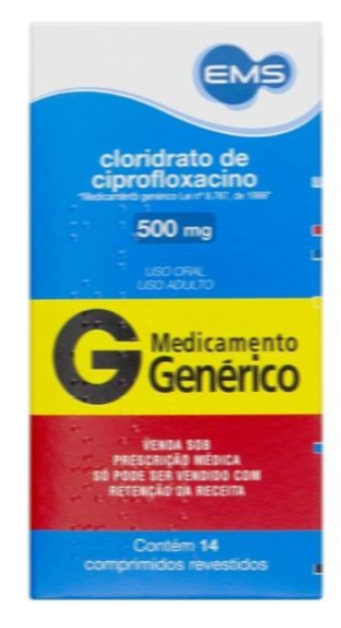 EMS
cloridrato de
ciprofloxacino
"Medicamento genérico Lei nº 9.787, de 1999"
500 mg
USO ORAL
USO ADULTO
G Medicamento
Genérico
VENDA SOB
PRESCRIÇÃO MÉDICA
SÓ PODE SER VENDIDO COM
RETENÇÃO DA RECEITA
Contém 14
comprimidos revestidos